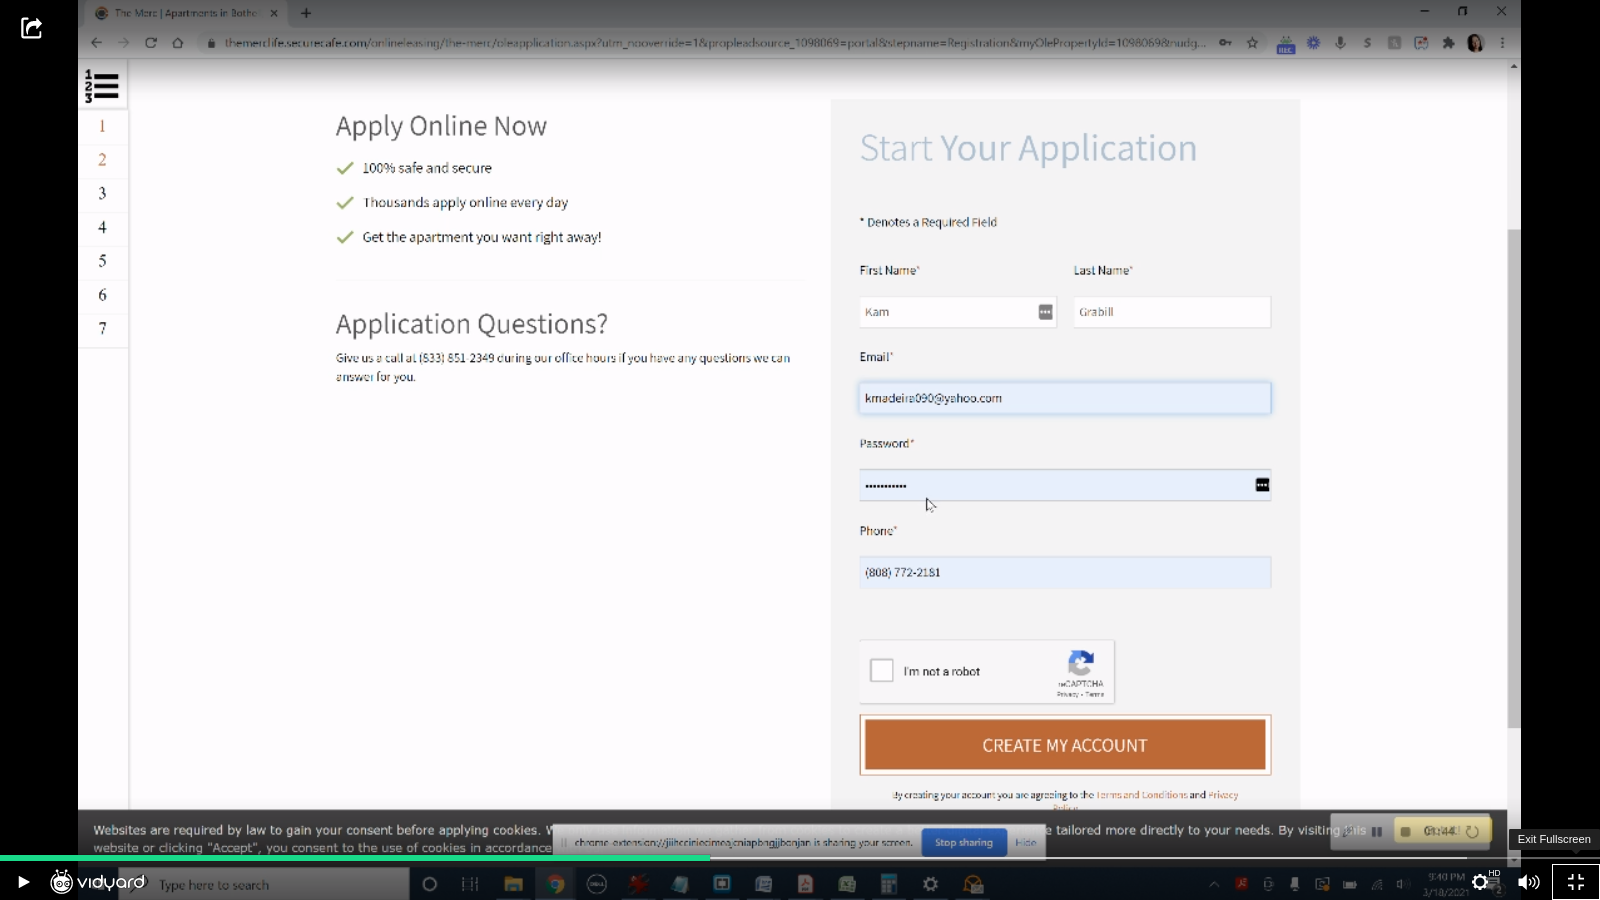 The Merc | Apartments in Bothe
themerclife.securecafe.com/onlineleasing/the-merc/oleapplication.aspx?utm_nooverride=1&propleadsource_1098069=portal&stepname=Registration&myOlePropertyId=1098069&nudg...
REC
1
2
3
1
2
3
4
5
6
7
Apply Online Now
100% safe and secure
Thousands apply online every day
Get the apartment you want right away!
Application Questions?
Give us a call at (833) 851-2349 during our office hours if you have any questions we can
answer for you.
Start Your Application
* Denotes a Required Field
First Name* Last Name*
Kam Grabill
Email*
kmadeira090@yahoo.com
Password*
•••••••••••
Phone*
(808) 772-2181
I'm not a robot
reCAPTCHA
Privacy - Terms
CREATE MY ACCOUNT
By creating your account you are agreeing to the Terms and Conditions and Privacy
Policy
Websites are required by law to gain your consent before applying cookies. W e tailored more directly to your needs. By visiting this
website or clicking "Accept", you consent to the use of cookies in accordance
chrome-extension://jiihcciniecimeajcniapbngjjbonjan is sharing your screen. Stop sharing Hide
01:44
Exit Fullscreen
vidyard
Type here to search
DELL
9:40 PM
3/18/2021
HD